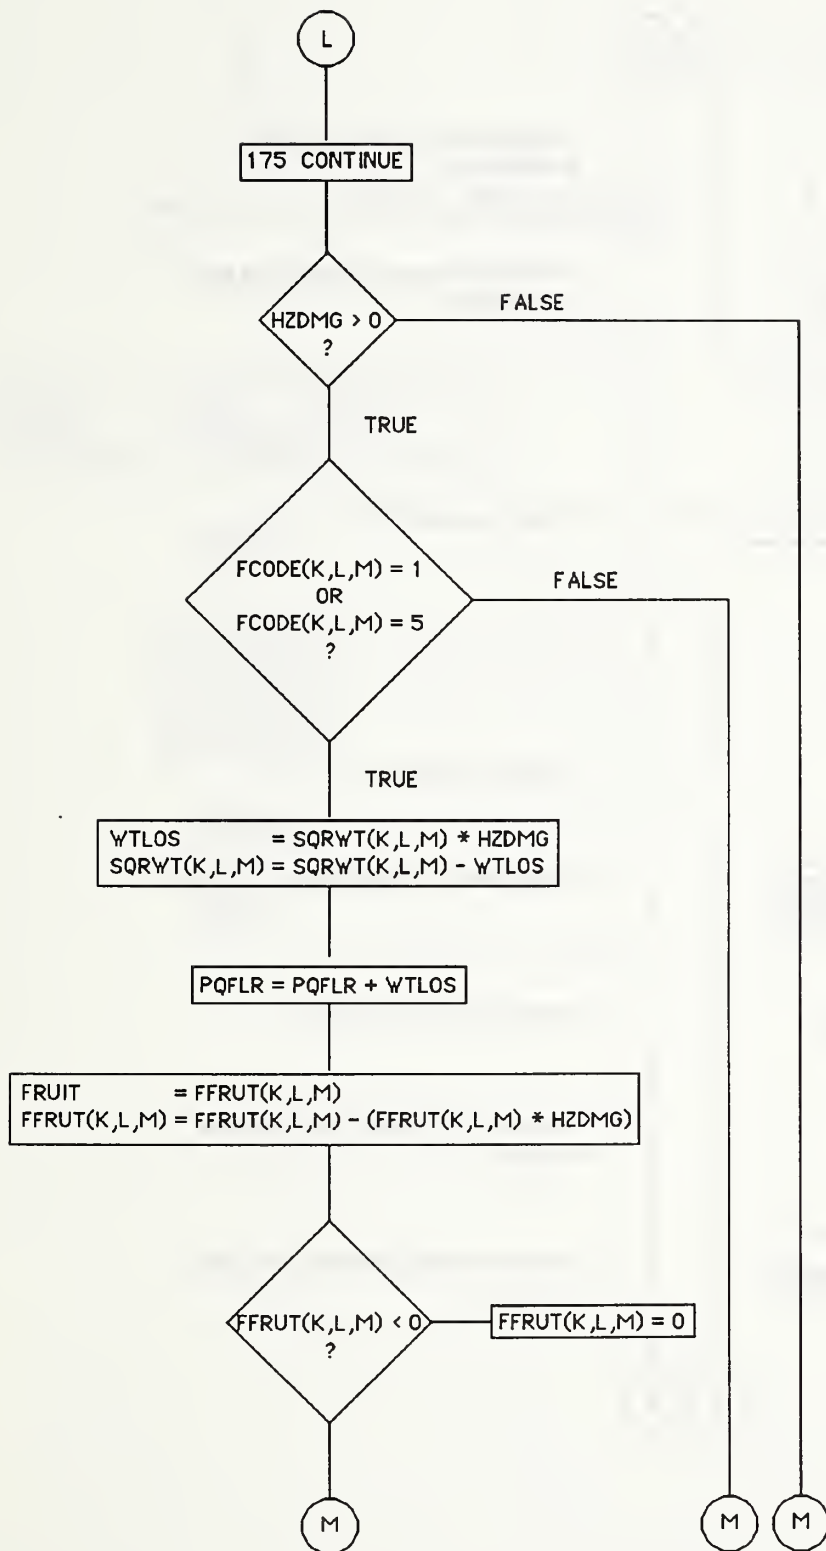 L
175 CONTINUE
HZDMG > 0
?
FALSE
TRUE
FCODE(K,L,M) = 1
OR
FCODE(K,L,M) = 5
?
FALSE
TRUE
WTLOS = SQRWT(K,L,M) * HZDMG
SQRWT(K,L,M) = SQRWT(K,L,M) - WTLOS
PQFLR = PQFLR + WTLOS
FRUIT = FFRUT(K,L,M)
FFRUT(K,L,M) = FFRUT(K,L,M) - (FFRUT(K,L,M) * HZDMG)
FFRUT(K,L,M) < 0
?
FFRUT(K,L,M) = 0
M
M
M